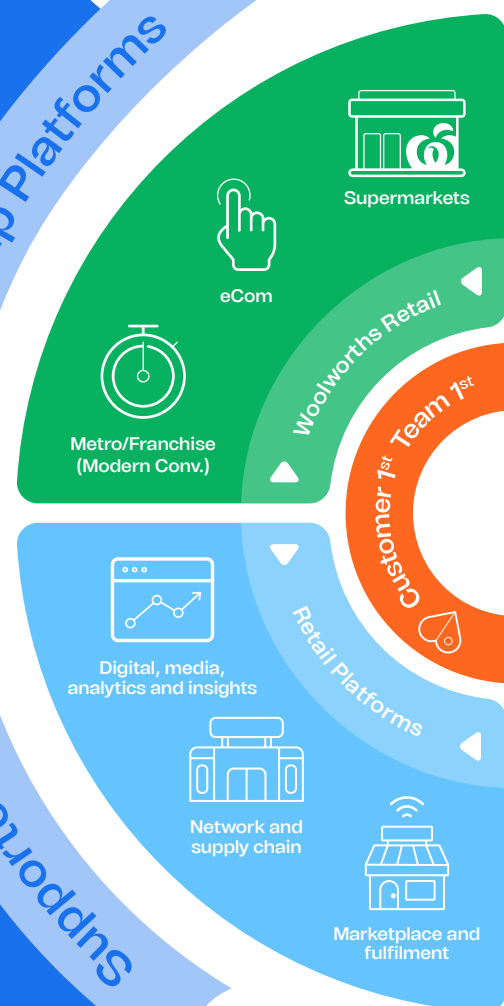 Platforms
Supermarkets
eCom
Metro/Franchise
(Modern Conv.)
Woolworths Retail
Customer 1st Team 1st
Retail Platforms
Digital, media,
analytics and insights
Network and
supply chain
Marketplace and
fulfilment